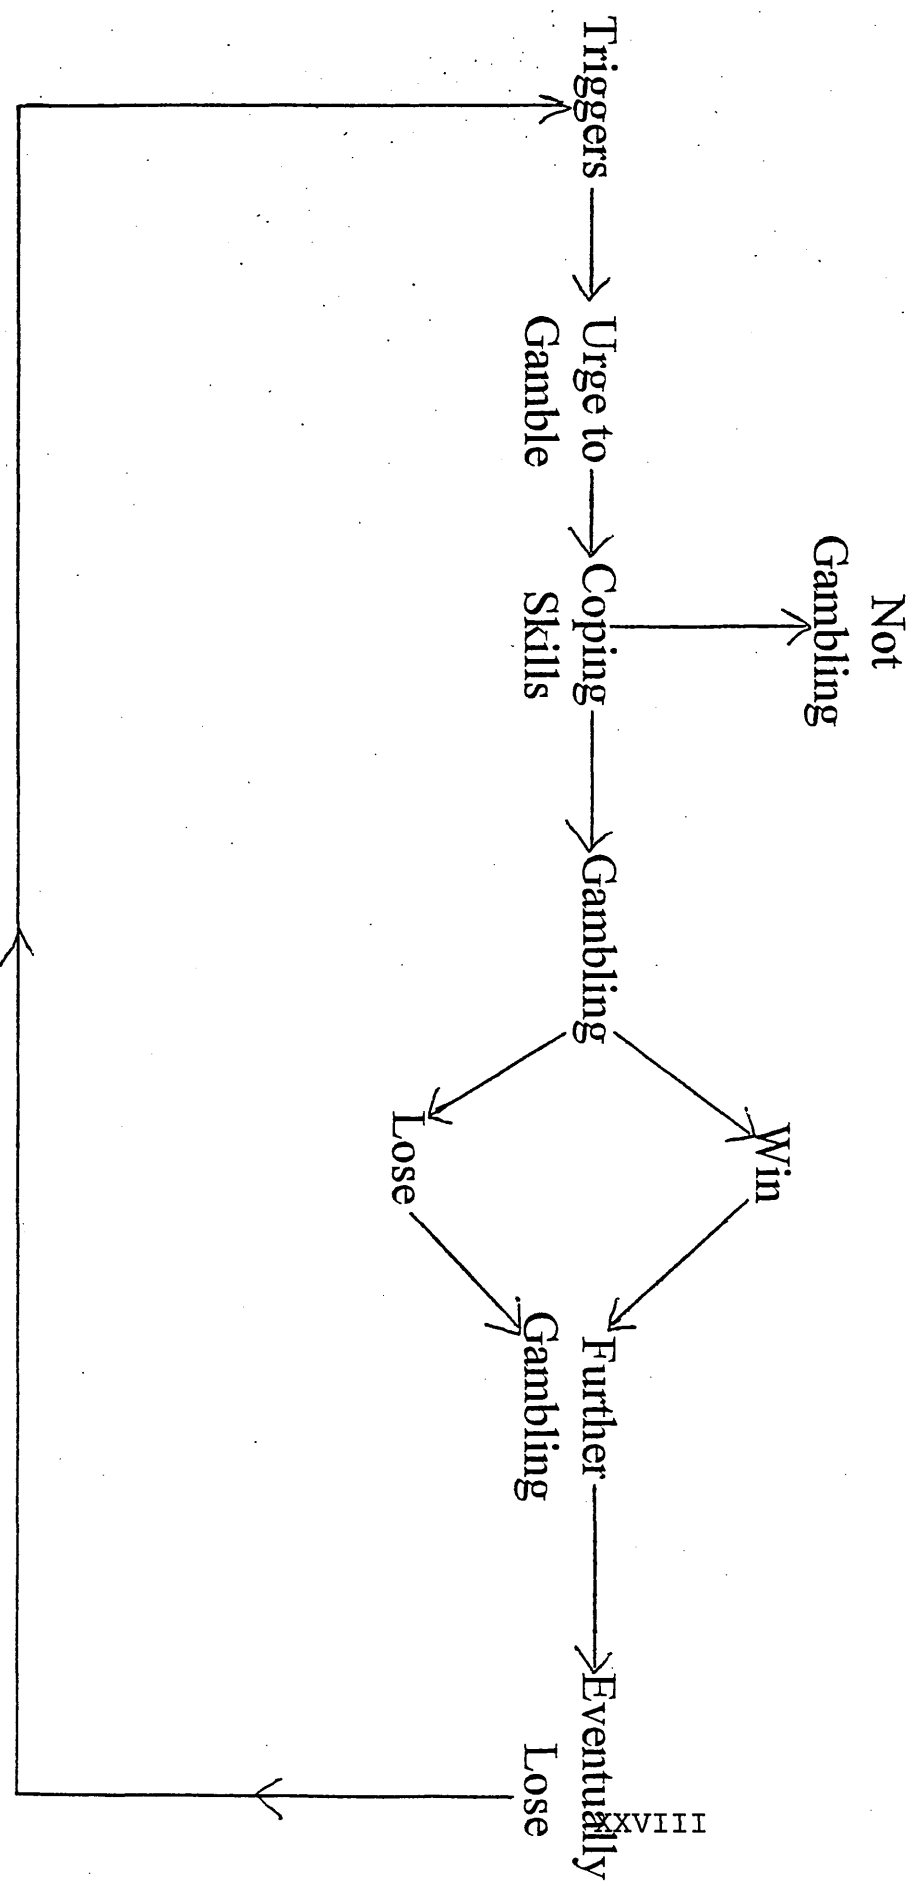 Not
Gambling
Triggers
Urge to
Gamble
Coping
Skills
Gambling
Win
Lose
Further
Gambling
Eventually
Lose
XXVIII